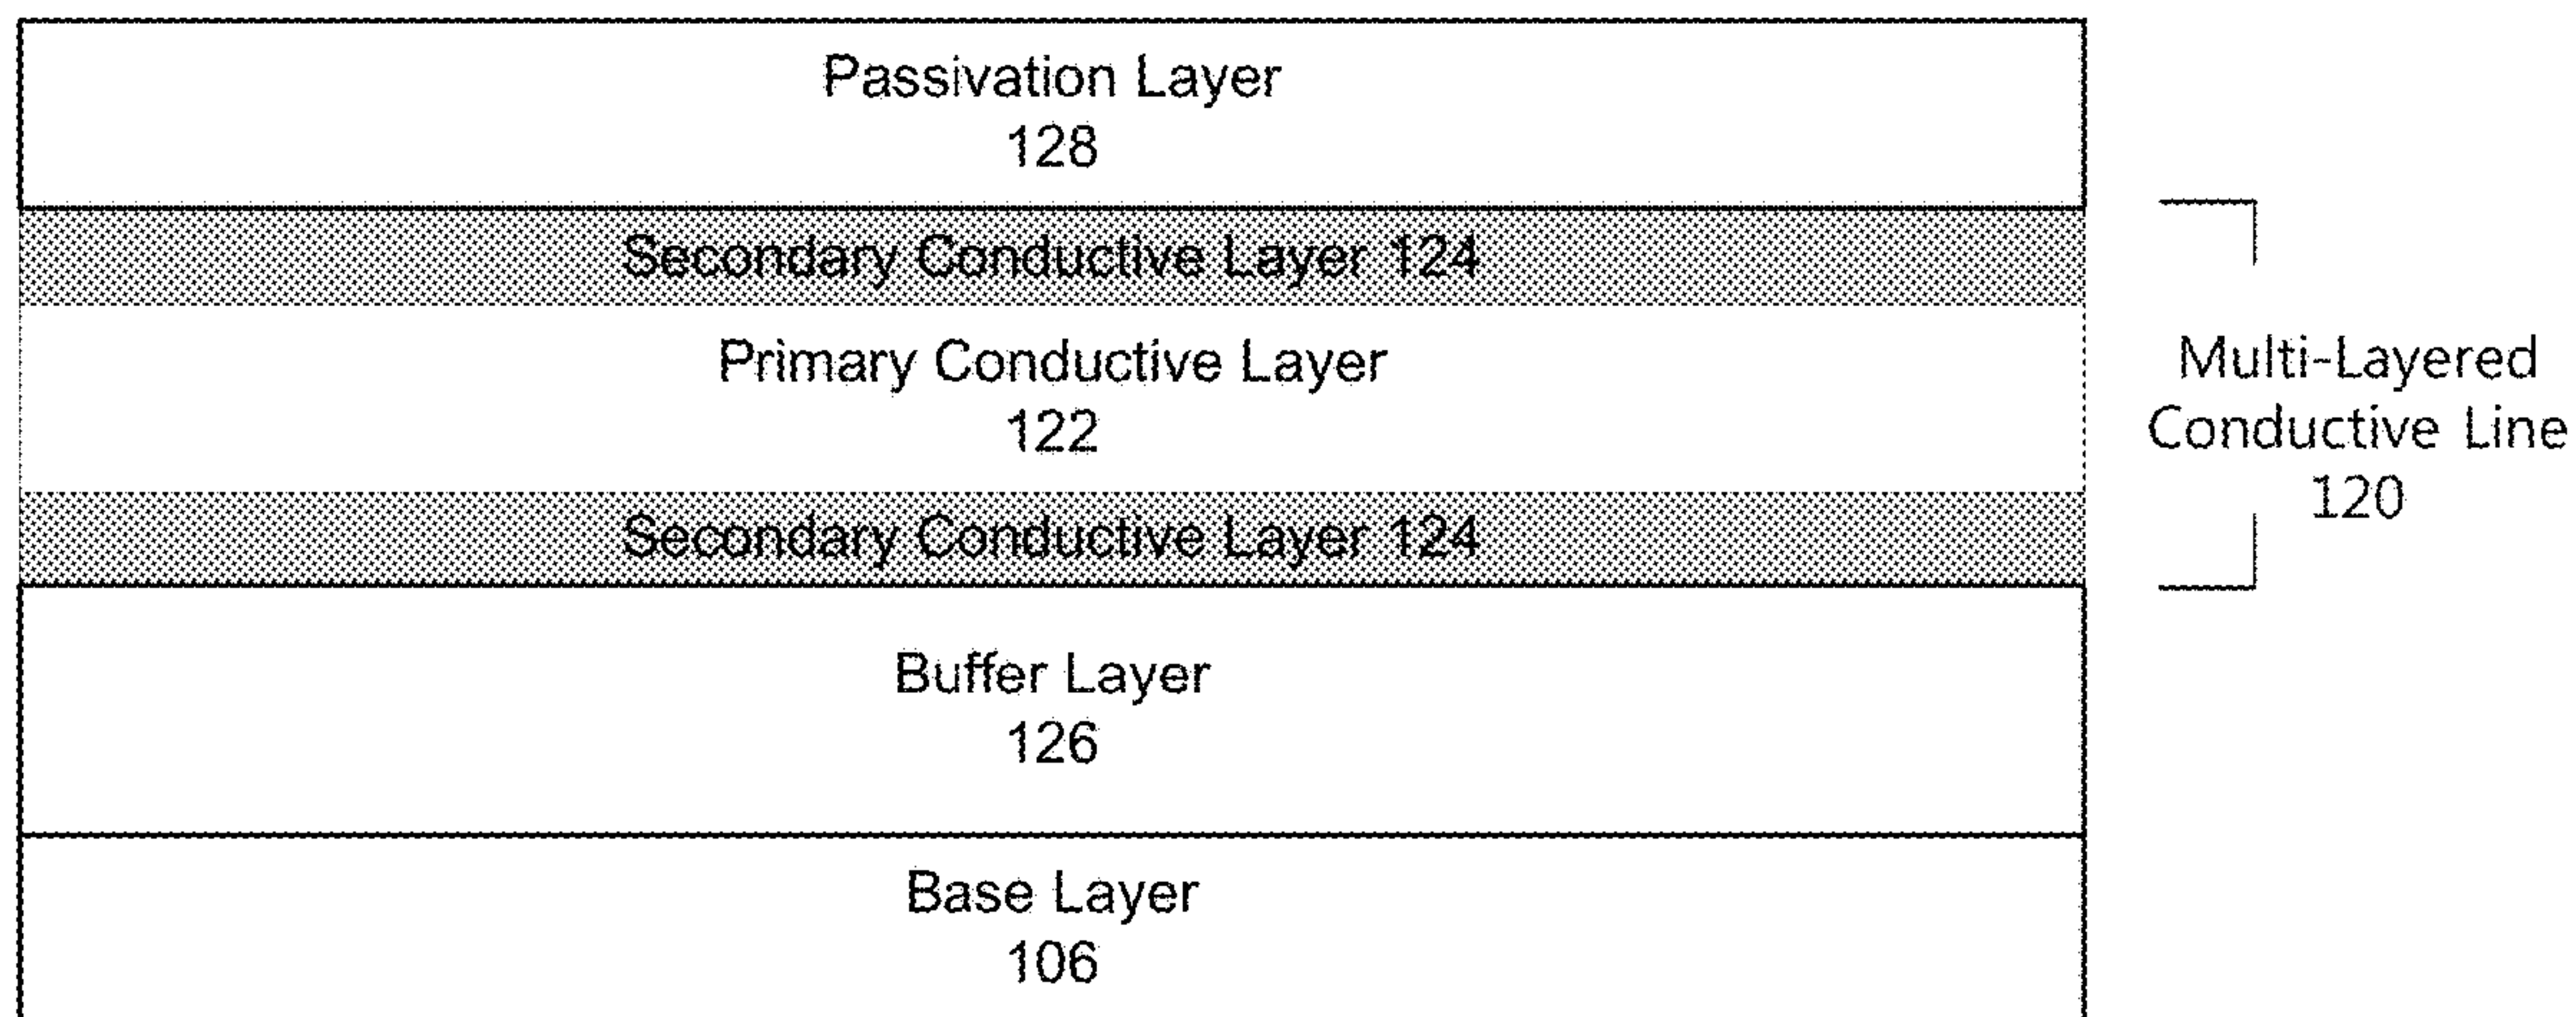 Passivation Layer
128
Secondary Conductive Layer 124
Primary Conductive Layer
122
Secondary Conductive Layer 124
Multi-Layered
Conductive Line
120
Buffer Layer
126
Base Layer
106